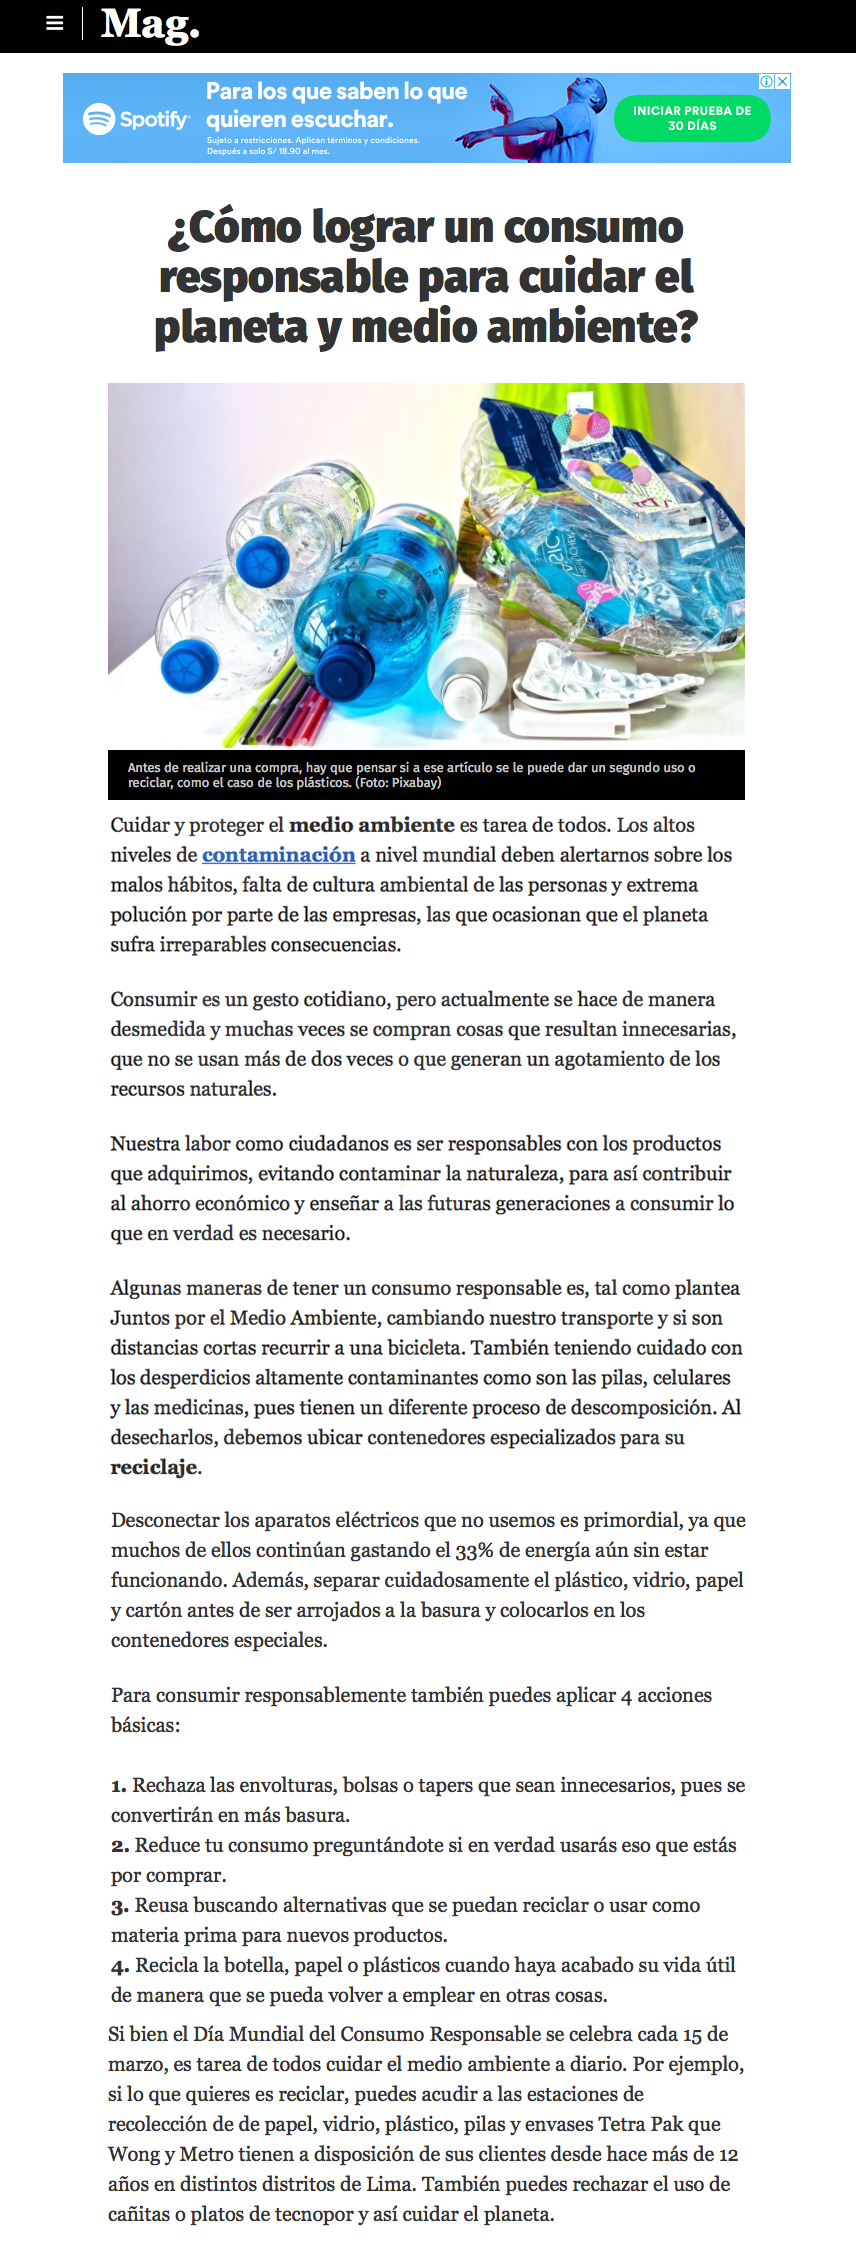 Mag.
Spotify
Para los que saben lo que
quieren escuchar.
Sujeto a restricciones. Aplican términos y condiciones.
Después a solo S/ 18.90 al mes.
INICIAR PRUEBA DE
30 DÍAS
¿Cómo lograr un consumo
responsable para cuidar el
planeta y medio ambiente?
Antes de realizar una compra, hay que pensar si a ese artículo se le puede dar un segundo uso o
reciclar, como el caso de los plásticos. (Foto: Pixabay)
Cuidar y proteger el medio ambiente es tarea de todos. Los altos
niveles de contaminación a nivel mundial deben alertarnos sobre los
malos hábitos, falta de cultura ambiental de las personas y extrema
polución por parte de las empresas, las que ocasionan que el planeta
sufra irreparables consecuencias.
Consumir es un gesto cotidiano, pero actualmente se hace de manera
desmedida y muchas veces se compran cosas que resultan innecesarias,
que no se usan más de dos veces o que generan un agotamiento de los
recursos naturales.
Nuestra labor como ciudadanos es ser responsables con los productos
que adquirimos, evitando contaminar la naturaleza, para así contribuir
al ahorro económico y enseñar a las futuras generaciones a consumir lo
que en verdad es necesario.
Algunas maneras de tener un consumo responsable es, tal como plantea
Juntos por el Medio Ambiente, cambiando nuestro transporte y si son
distancias cortas recurrir a una bicicleta. También teniendo cuidado con
los desperdicios altamente contaminantes como son las pilas, celulares
y las medicinas, pues tienen un diferente proceso de descomposición. Al
desecharlos, debemos ubicar contenedores especializados para su
reciclaje.
Desconectar los aparatos eléctricos que no usemos es primordial, ya que
muchos de ellos continúan gastando el 33% de energía aún sin estar
funcionando. Además, separar cuidadosamente el plástico, vidrio, papel
y cartón antes de ser arrojados a la basura y colocarlos en los
contenedores especiales.
Para consumir responsablemente también puedes aplicar 4 acciones
básicas:
1. Rechaza las envolturas, bolsas o tapers que sean innecesarios, pues se
convertirán en más basura.
2. Reduce tu consumo preguntándote si en verdad usarás eso que estás
por comprar.
3. Reusa buscando alternativas que se puedan reciclar o usar como
materia prima para nuevos productos.
4. Recicla la botella, papel o plásticos cuando haya acabado su vida útil
de manera que se pueda volver a emplear en otras cosas.
Si bien el Día Mundial del Consumo Responsable se celebra cada 15 de
marzo, es tarea de todos cuidar el medio ambiente a diario. Por ejemplo,
si lo que quieres es reciclar, puedes acudir a las estaciones de
recolección de de papel, vidrio, plástico, pilas y envases Tetra Pak que
Wong y Metro tienen a disposición de sus clientes desde hace más de 12
años en distintos distritos de Lima. También puedes rechazar el uso de
cañitas o platos de tecnopor y así cuidar el planeta.